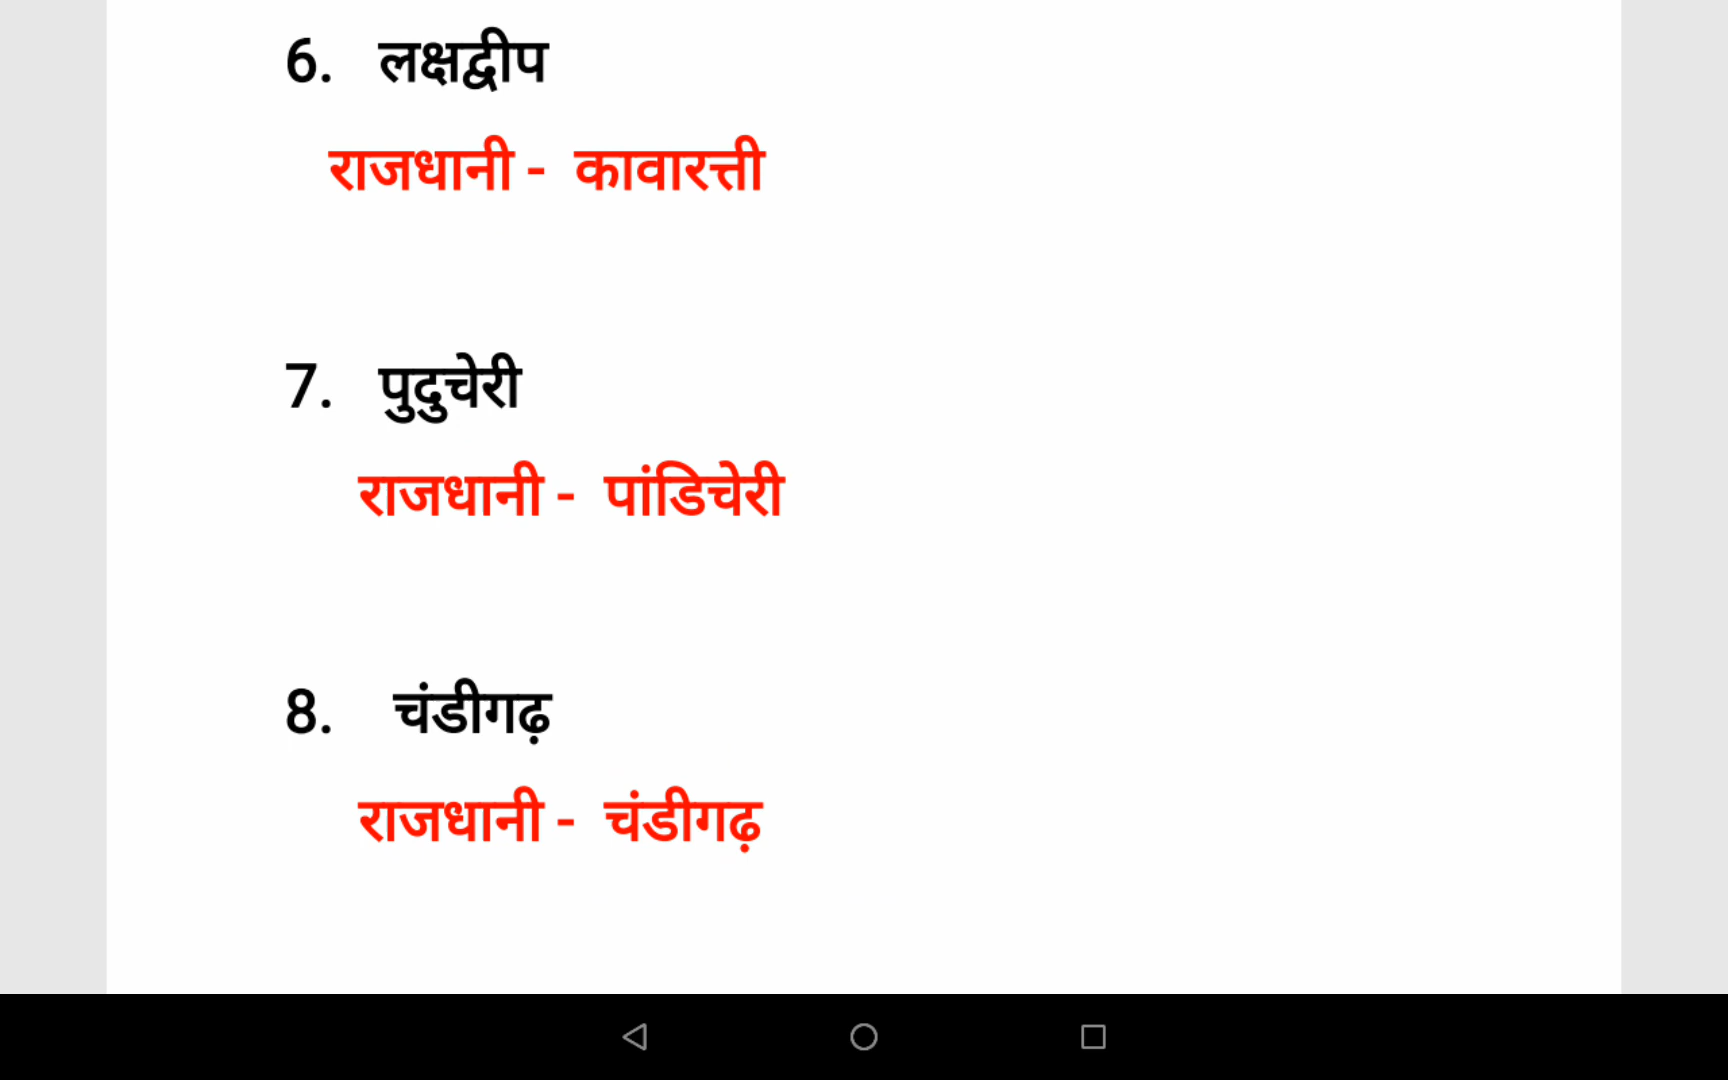 6. लक्षद्वीप
राजधानी - कावारत्ती
7. पुदुचेरी
राजधानी - पांडिचेरी
8. चंडीगढ़
राजधानी - चंडीगढ़